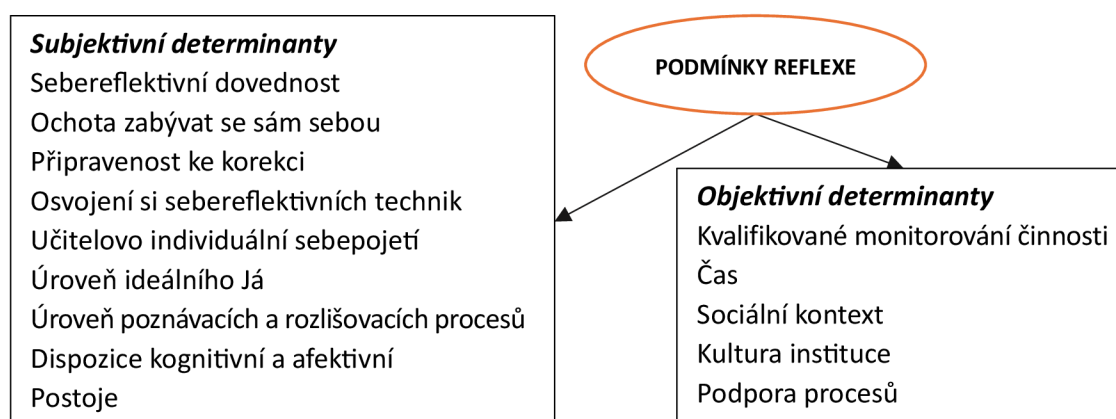 PODMÍNKY REFLEXE
Subjektivní determinanty
Sebereflektivní dovednost
Ochota zabývat se sám sebou
Připravenost ke korekci
Osvojení si sebereflektivních technik
Učitelovo individuální sebepojetí
Úroveň ideálního Já
Úroveň poznávacích a rozlišovacích procesů
Dispozice kognitivní a afektivní
Postoje
Objektivní determinanty
Kvalifikované monitorování činnosti
Čas
Sociální kontext
Kultura instituce
Podpora procesů